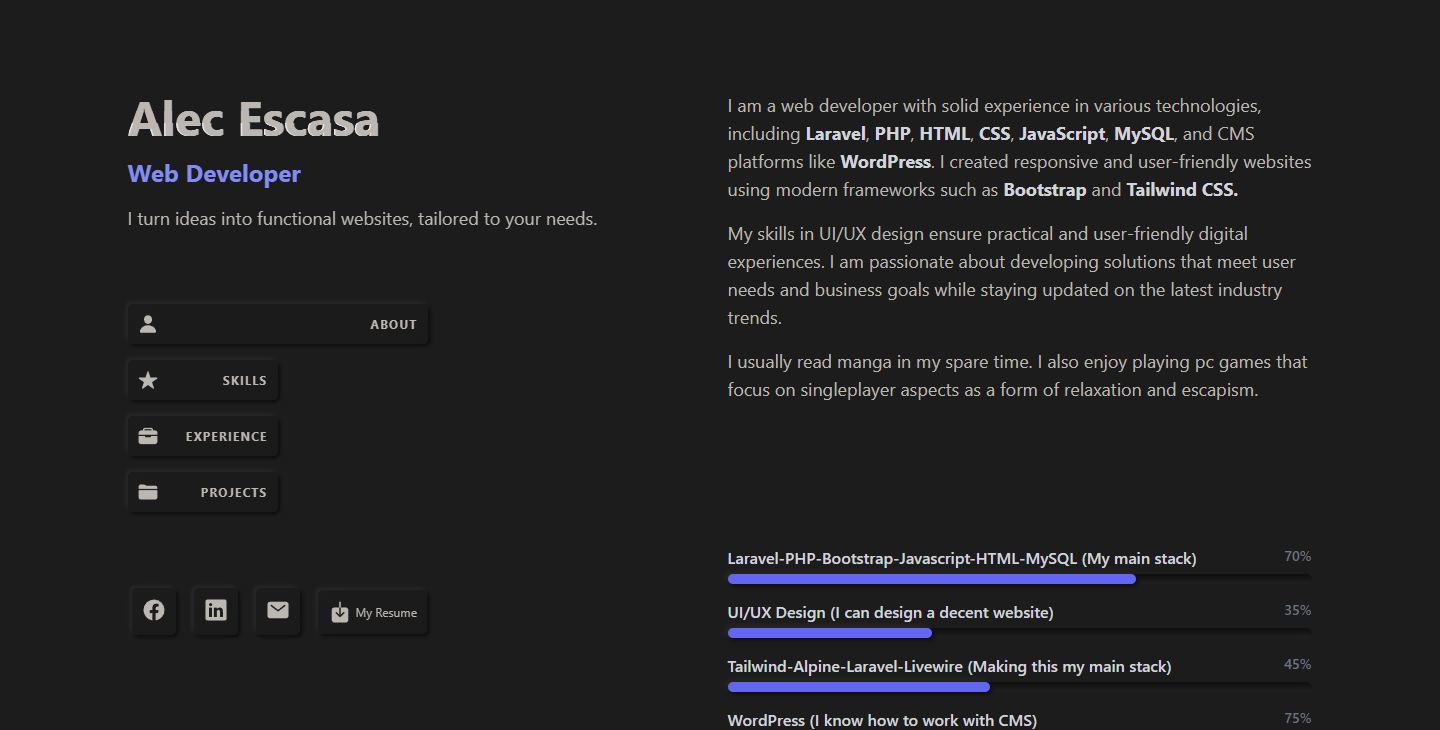 Alec Escasa
Web Developer
I turn ideas into functional websites, tailored to your needs.
ABOUT
SKILLS
EXPERIENCE
PROJECTS
My Resume
I am a web developer with solid experience in various technologies,
including Laravel, PHP, HTML, CSS, JavaScript, MySQL, and CMS
platforms like WordPress. I created responsive and user-friendly websites
using modern frameworks such as Bootstrap and Tailwind CSS.
My skills in UI/UX design ensure practical and user-friendly digital
experiences. I am passionate about developing solutions that meet user
needs and business goals while staying updated on the latest industry
trends.
I usually read manga in my spare time. I also enjoy playing pc games that
focus on singleplayer aspects as a form of relaxation and escapism.
Laravel-PHP-Bootstrap-Javascript-HTML-MySQL (My main stack) 70%
UI/UX Design (I can design a decent website) 35%
Tailwind-Alpine-Laravel-Livewire (Making this my main stack) 45%
WordPress (I know how to work with CMS) 75%